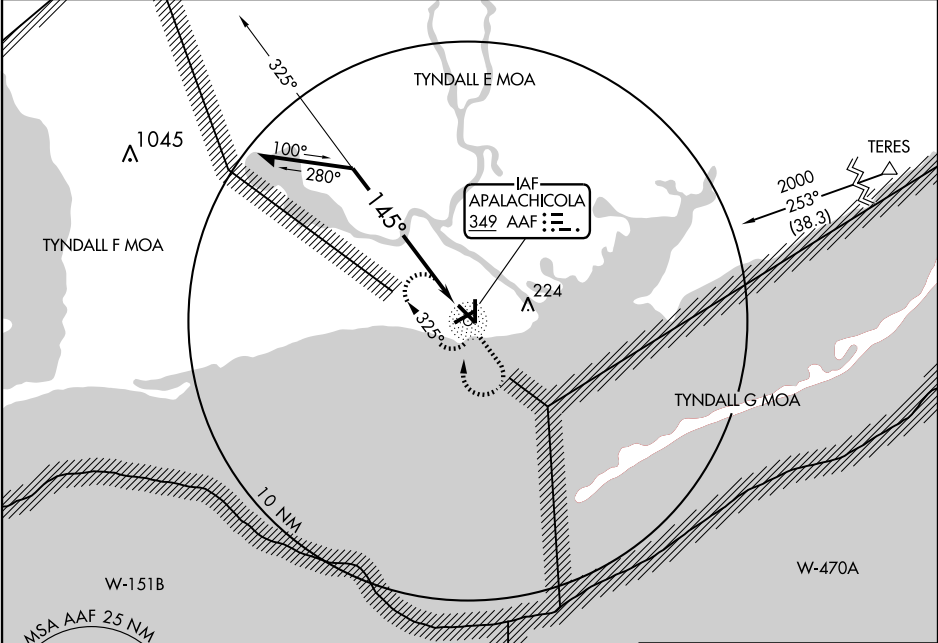 TYNDALL E MOA
325°
1045
100°
280°
TERES
2000
253°
(38.3)
IAF
APALACHICOLA
349 AAF
145°
TYNDALL F MOA
224
325°
TYNDALL G MOA
10 NM
W-151B
W-470A
MSA AAF 25 NM